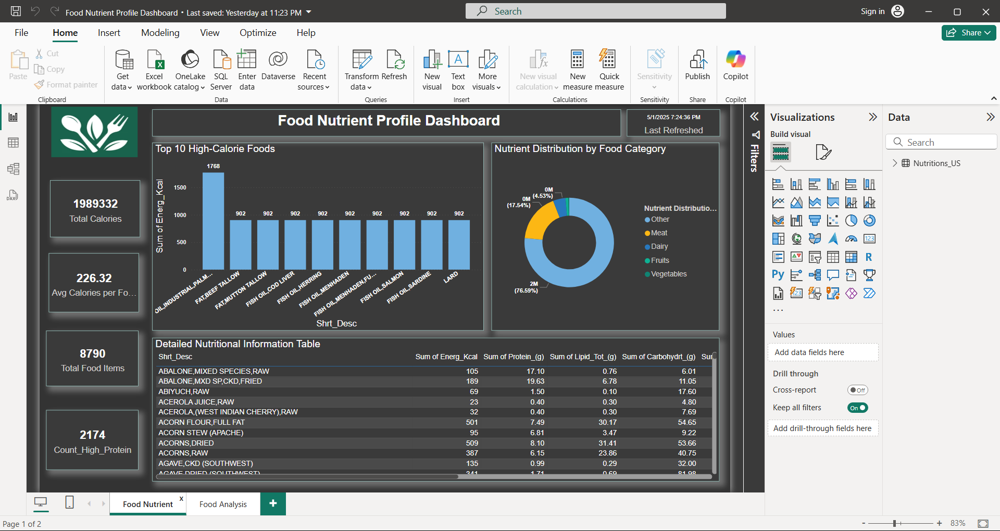 Food Nutrient Profile Dashboard • Last saved: Yesterday at 11:23 PM
Search
Sign in
File
Home
Insert
Modeling
View
Optimize
Help
Share
Paste
Cut
Copy
Format painter
Clipboard
Get data
Excel workbook
OneLake catalog
SQL Server
Enter data
Dataverse
Recent sources
Data
Transform data
Refresh
Queries
New visual
Text box
More visuals
Insert
New visual calculation
New measure
Quick measure
Calculations
Sensitivity
Sensitivity
Publish
Share
Copilot
Copilot
DAX
Food Nutrient Profile Dashboard
5/1/2025 7:24:36 PM
Last Refreshed
1989332
Total Calories
226.32
Avg Calories per Fo...
8790
Total Food Items
2174
Count_High_Protein
Top 10 High-Calorie Foods
Sum of Energ_Kcal
1500
1000
500
0
1768
902
902
902
902
902
902
902
902
902
OIL,INDUSTRIAL,PALM...
FAT,BEEF TALLOW
FAT,MUTTON TALLOW
FISH OIL,COD LIVER
FISH OIL,HERRING
FISH OIL,MENHADEN
FISH OIL,MENHADEN,FU...
FISH OIL,SALMON
FISH OIL,SARDINE
LARD
Shrt_Desc
Nutrient Distribution by Food Category
0M
(4.53%)
0M
(17.54%)
2M
(76.59%)
Nutrient Distributio...
Other
Meat
Dairy
Fruits
Vegetables
Detailed Nutritional Information Table
Shrt_Desc Sum of Energ_Kcal Sum of Protein_(g) Sum of Lipid_Tot_(g) Sum of Carbohydrt_(g) Sur
ABALONE,MIXED SPECIES,RAW 105 17.10 0.76 6.01
ABALONE,MXD SP,CKD,FRIED 189 19.63 6.78 11.05
ABIYUCH,RAW 69 1.50 0.10 17.60
ACEROLA JUICE,RAW 23 0.40 0.30 4.80
ACEROLA,(WEST INDIAN CHERRY),RAW 32 0.40 0.30 7.69
ACORN FLOUR,FULL FAT 501 7.49 30.17 54.65
ACORN STEW (APACHE) 95 6.81 3.47 9.22
ACORNS,DRIED 509 8.10 31.41 53.66
ACORNS,RAW 387 6.15 23.86 40.75
AGAVE,CKD (SOUTHWEST) 135 0.99 0.29 32.00
AGAVE,DRIED (SOUTHWEST) 341 1.71 0.69 81.98
Filters
Visualizations
Build visual
123
R
Py
123
...
Values
Add data fields here
Drill through
Cross-report
Off
Keep all filters
On
Add drill-through fields here
Data
Search
Nutritions_US
Food Nutrient
x
Food Analysis
+
Page 1 of 2
- + 83%